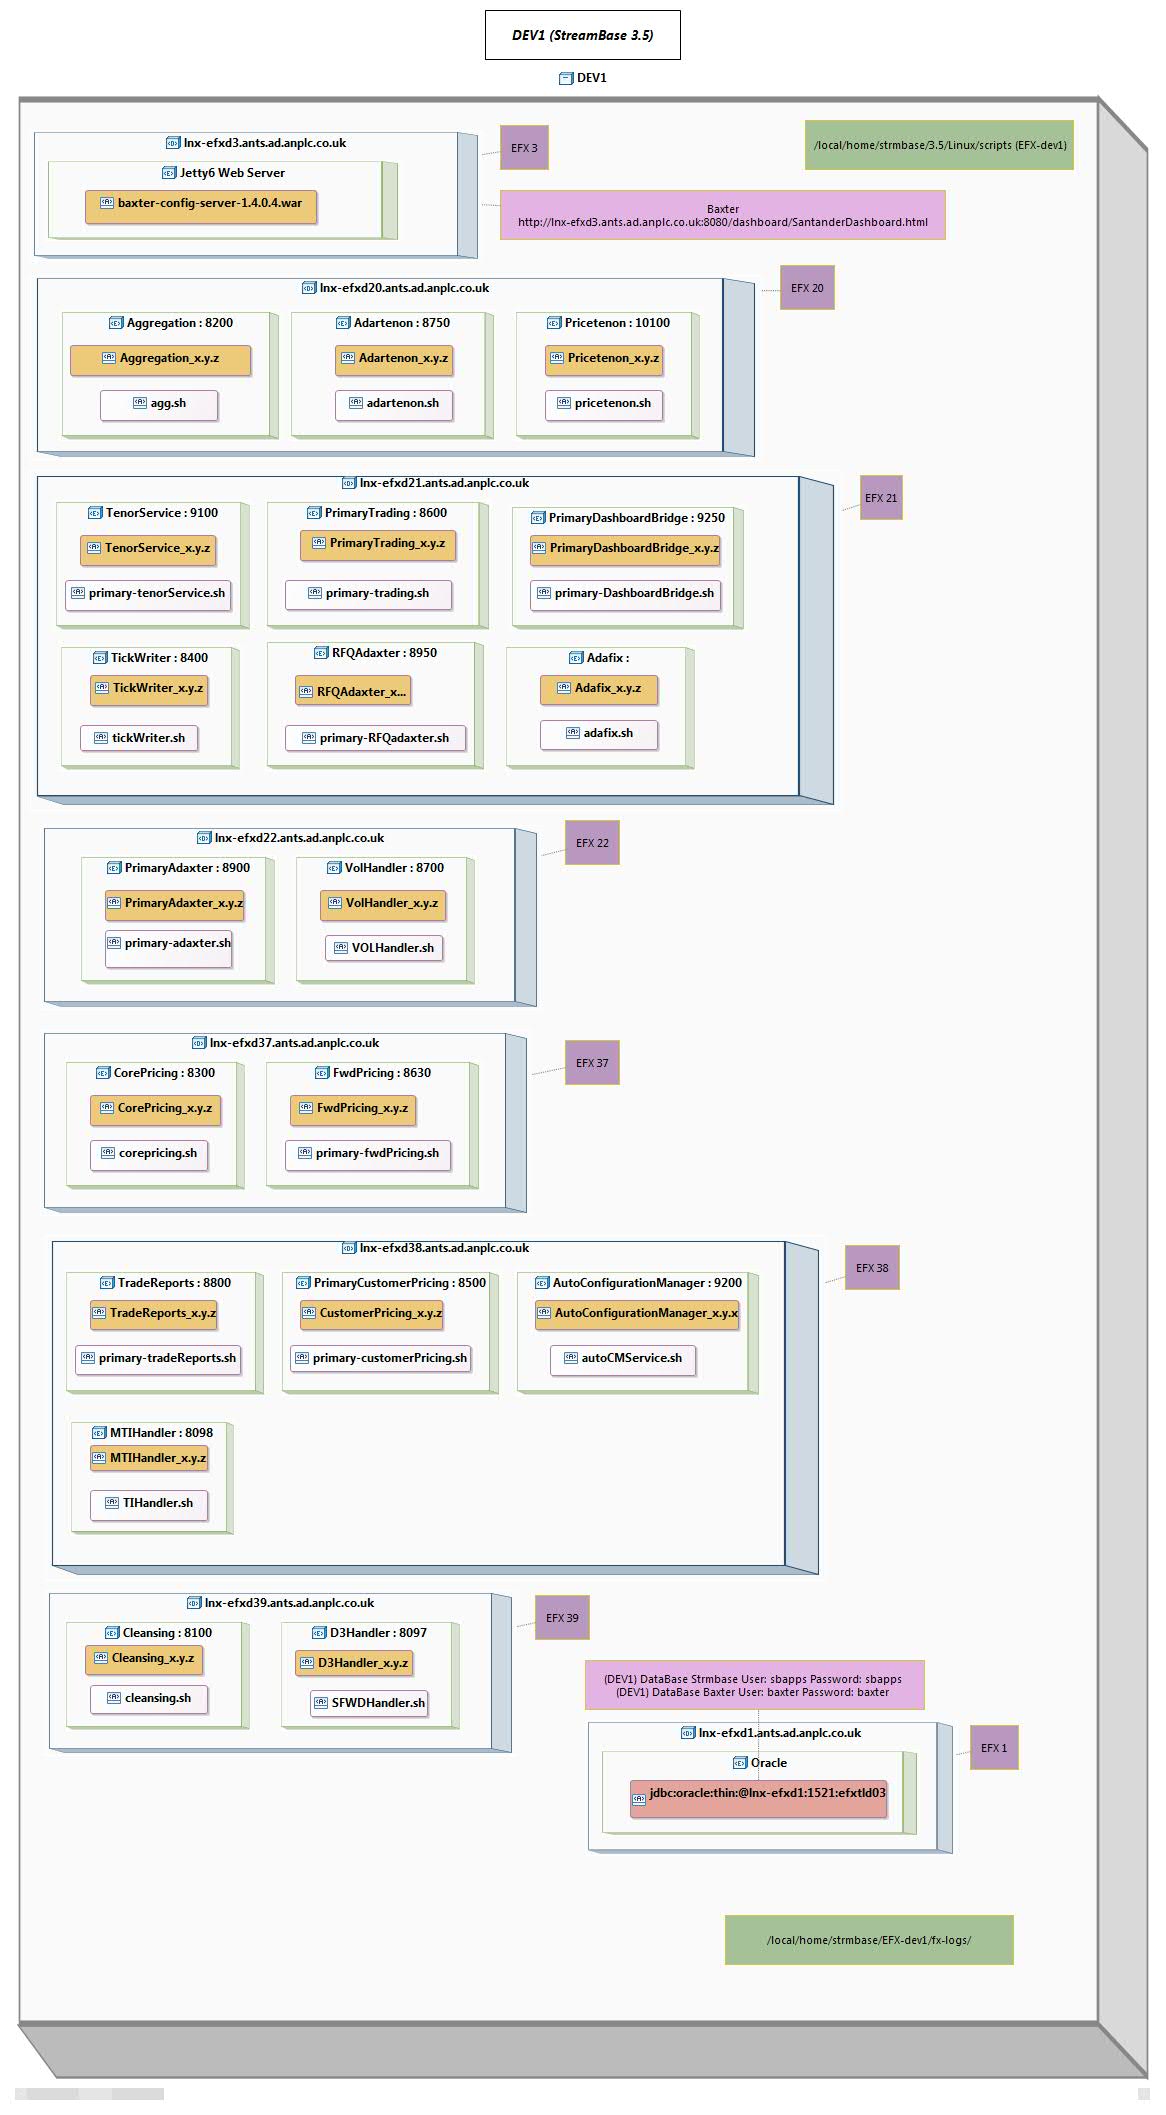 DEV1 (StreamBase 3.5)
DEV1
lnx-efxd3.ants.ad.anplc.co.uk
EFX 3
/local/home/strmbase/3.5/Linux/scripts (EFX-dev1)
Jetty6 Web Server
baxter-config-server-1.4.0.4.war
Baxter
http://lnx-efxd3.ants.ad.anplc.co.uk:8080/dashboard/SantanderDashboard.html
lnx-efxd20.ants.ad.anplc.co.uk
EFX 20
Aggregation : 8200
Aggregation_x.y.z
agg.sh
Adartenon : 8750
Adartenon_x.y.z
adartenon.sh
Pricetenon : 10100
Pricetenon_x.y.z
pricetenon.sh
lnx-efxd21.ants.ad.anplc.co.uk
EFX 21
TenorService : 9100
TenorService_x.y.z
primary-tenorService.sh
PrimaryTrading : 8600
PrimaryTrading_x.y.z
primary-trading.sh
PrimaryDashboardBridge : 9250
PrimaryDashboardBridge_x.y.z
primary-DashboardBridge.sh
TickWriter : 8400
TickWriter_x.y.z
tickWriter.sh
RFQAdaxter : 8950
RFQAdaxter_x...
primary-RFQadaxter.sh
Adafix :
Adafix_x.y.z
adafix.sh
lnx-efxd22.ants.ad.anplc.co.uk
EFX 22
PrimaryAdaxter : 8900
PrimaryAdaxter_x.y.z
primary-adaxter.sh
VolHandler : 8700
VolHandler_x.y.z
VOLHandler.sh
lnx-efxd37.ants.ad.anplc.co.uk
EFX 37
CorePricing : 8300
CorePricing_x.y.z
corepricing.sh
FwdPricing : 8630
FwdPricing_x.y.z
primary-fwdPricing.sh
lnx-efxd38.ants.ad.anplc.co.uk
EFX 38
TradeReports : 8800
TradeReports_x.y.z
primary-tradeReports.sh
PrimaryCustomerPricing : 8500
CustomerPricing_x.y.z
primary-customerPricing.sh
AutoConfigurationManager : 9200
AutoConfigurationManager_x.y.x
autoCMService.sh
MTIHandler : 8098
MTIHandler_x.y.z
TIHandler.sh
lnx-efxd39.ants.ad.anplc.co.uk
EFX 39
Cleansing : 8100
Cleansing_x.y.z
cleansing.sh
D3Handler : 8097
D3Handler_x.y.z
SFWDHandler.sh
(DEV1) DataBase Strmbase User: sbapps Password: sbapps
(DEV1) DataBase Baxter User: baxter Password: baxter
lnx-efxd1.ants.ad.anplc.co.uk
EFX 1
Oracle
jdbc:oracle:thin:@lnx-efxd1:1521:efxtld03
/local/home/strmbase/EFX-dev1/fx-logs/